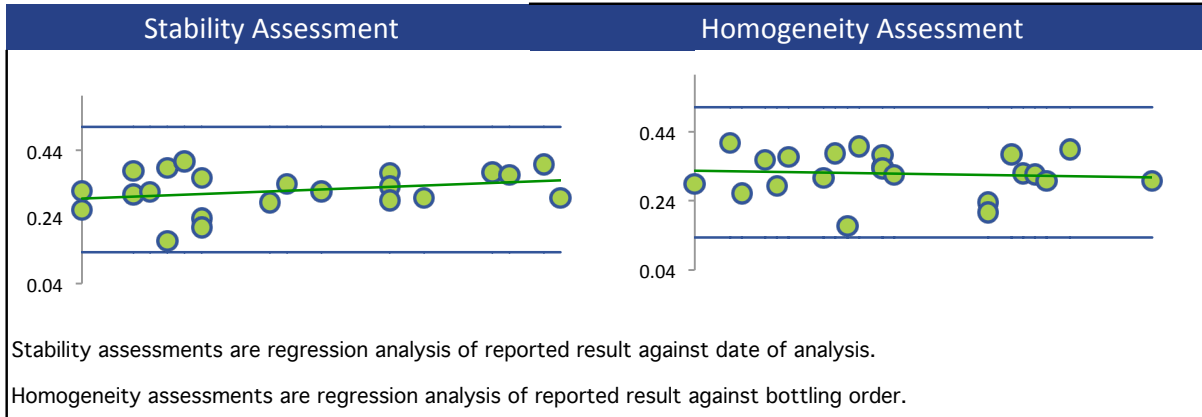 Stability Assessment
Homogeneity Assessment
0.44
0.24
0.04
0.44
0.24
0.04
Stability assessments are regression analysis of reported result against date of analysis.
Homogeneity assessments are regression analysis of reported result against bottling order.